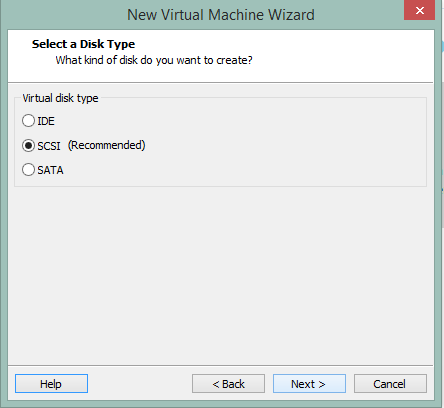 New Virtual Machine Wizard
Select a Disk Type
What kind of disk do you want to create?
Virtual disk type
IDE
SCSI (Recommended)
SATA
Help < Back Next > Cancel